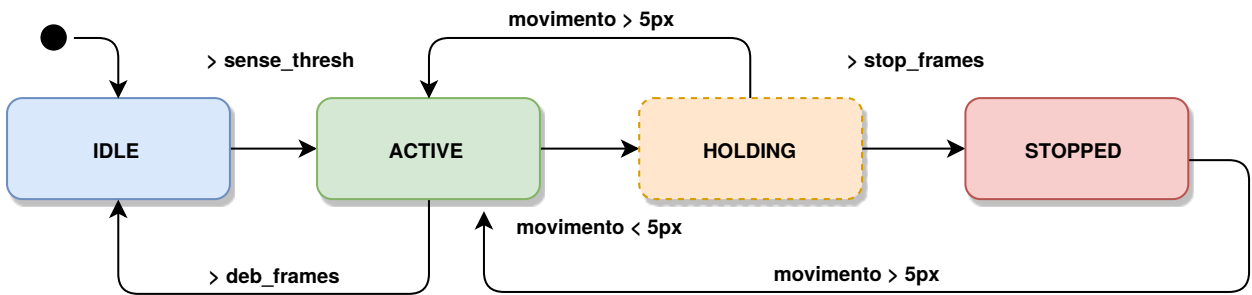 movimento > 5px
> sense_thresh
> stop_frames
IDLE
ACTIVE
HOLDING
STOPPED
movimento < 5px
> deb_frames
movimento > 5px